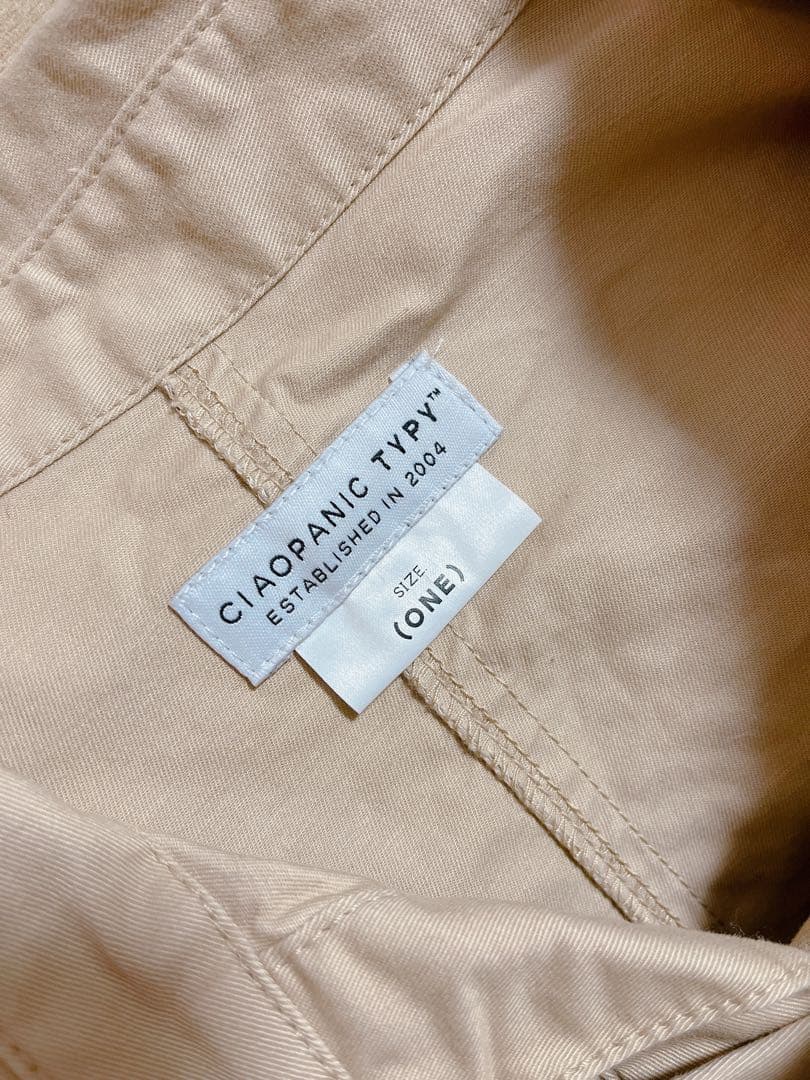 CIAOPANIC TYPY™
ESTABLISHED IN 2004
SIZE
(ONE)